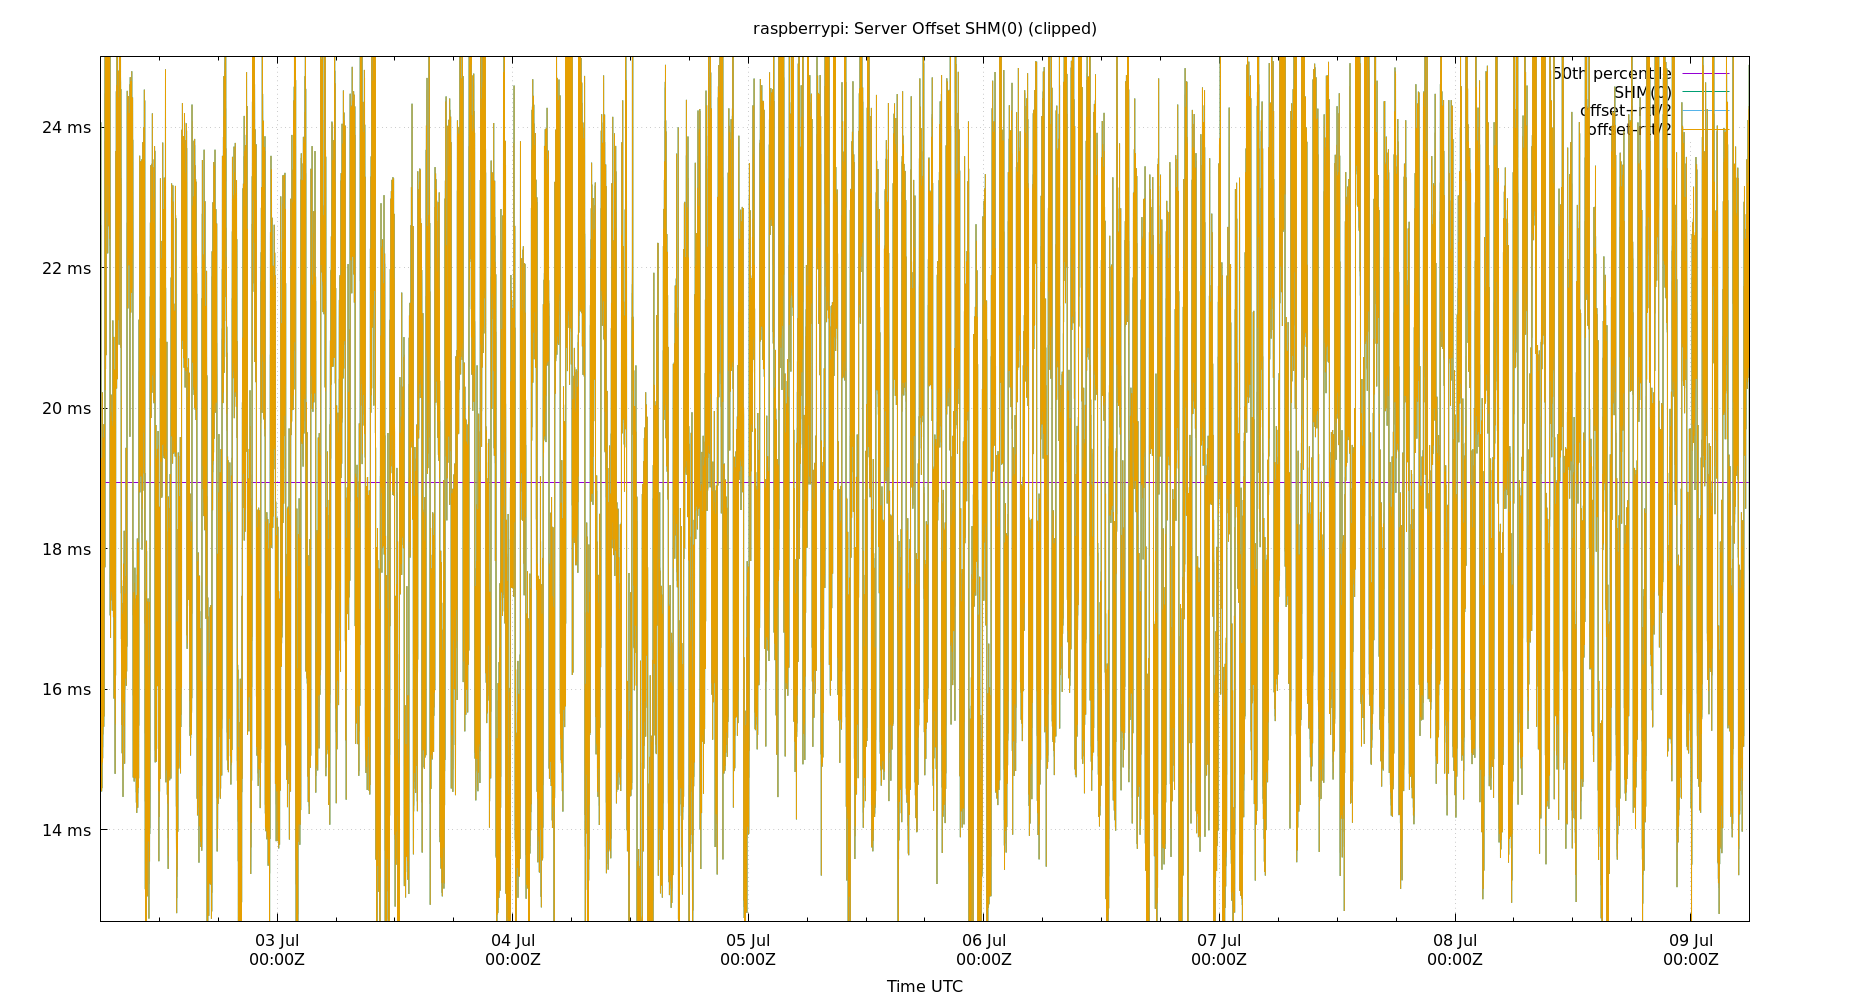 raspberrypi: Server Offset SHM(0) (clipped)
50th percentile
SHM(0)
offset+rtt/2
offset-rtt/2
24 ms
22 ms
20 ms
18 ms
16 ms
14 ms
03 Jul 04 Jul 05 Jul 06 Jul 07 Jul 08 Jul 09 Jul
00:00Z 00:00Z 00:00Z 00:00Z 00:00Z 00:00Z 00:00Z
Time UTC